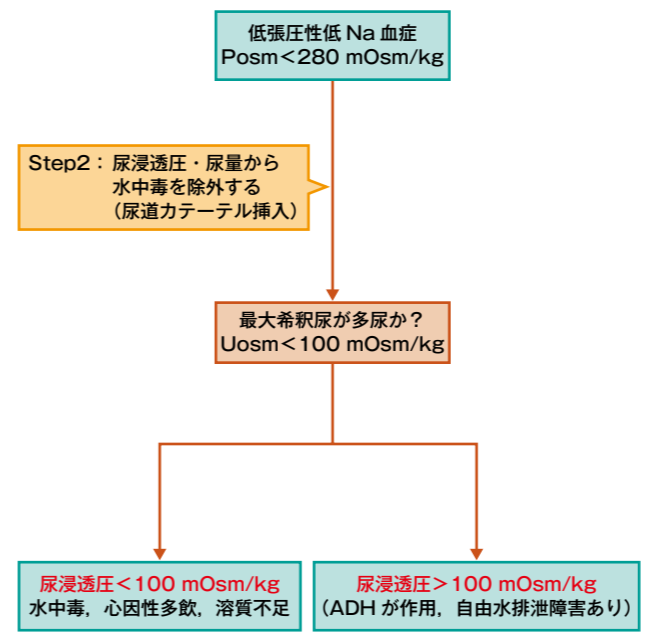 低張圧性低 Na 血症
Posm<280 mOsm/kg
Step2：尿浸透圧・尿量から
水中毒を除外する
（尿道カテーテル挿入）
最大希釈尿が多尿か？
Uosm<100 mOsm/kg
尿浸透圧<100 mOsm/kg
水中毒，心因性多飲，溶質不足
尿浸透圧>100 mOsm/kg
（ADH が作用，自由水排泄障害あり）